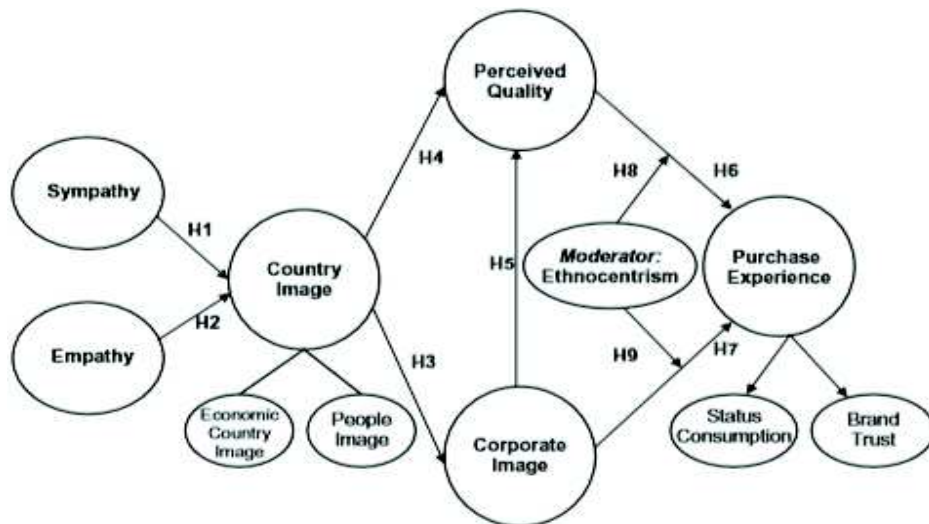 Perceived
Quality
H4
H8
H6
Sympathy
H1
Country
Image
H5
Moderator:
Ethnocentrism
Purchase
Experience
H2
Empathy
H3
H9
H7
Economic
Country
Image
People
Image
Corporate
Image
Status
Consumption
Brand
Trust